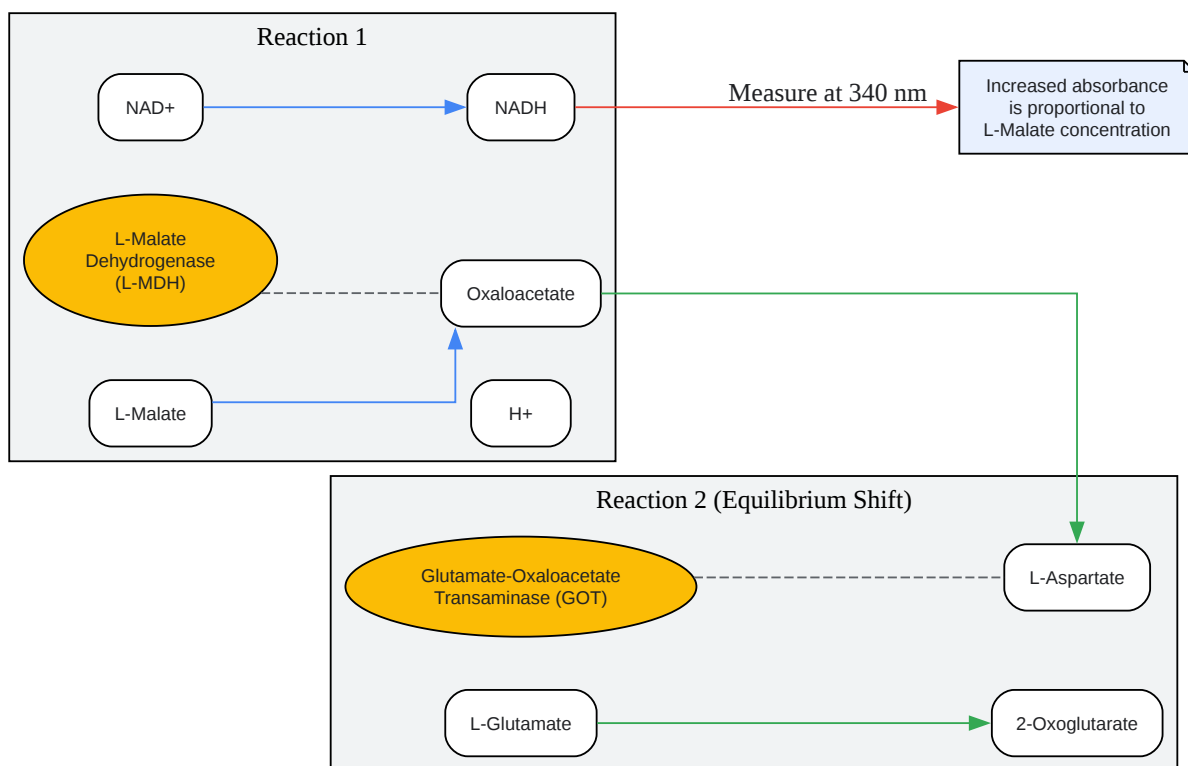 Reaction 1
NAD+
NADH
Measure at 340 nm
Increased absorbance
is proportional to
L-Malate concentration
L-Malate
Dehydrogenase
(L-MDH)
Oxaloacetate
L-Malate
H+
Reaction 2 (Equilibrium Shift)
Glutamate-Oxaloacetate
Transaminase (GOT)
L-Aspartate
L-Glutamate
2-Oxoglutarate